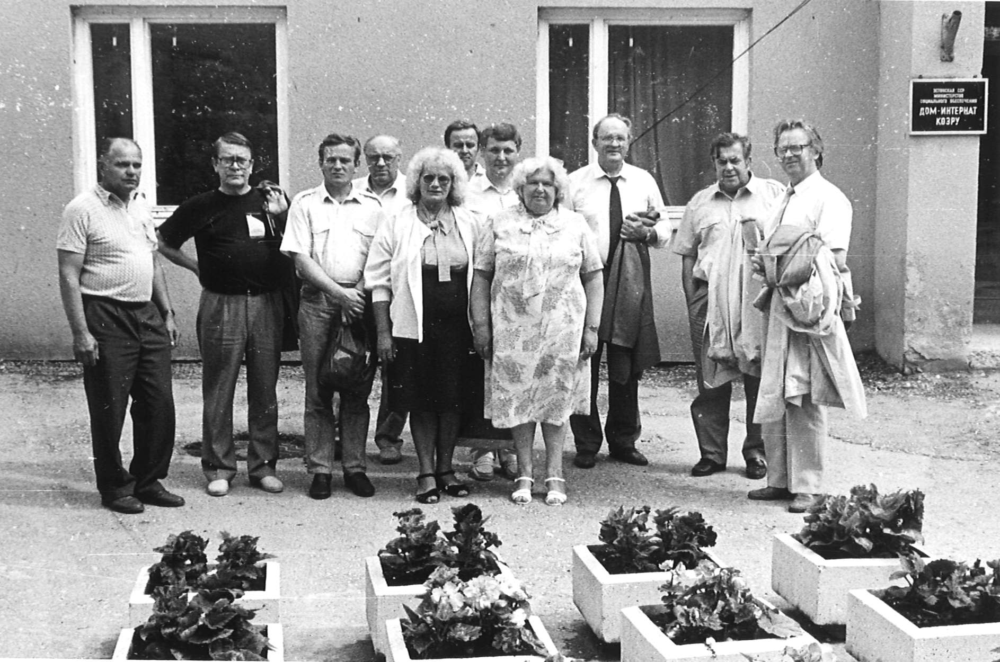 ЭСТОНСКАЯ ССР
МИНИСТЕРСТВО
СОЦИАЛЬНОГО ОБЕСПЕЧЕНИЯ
ДОМ-ИНТЕРНАТ
КОЭРУ